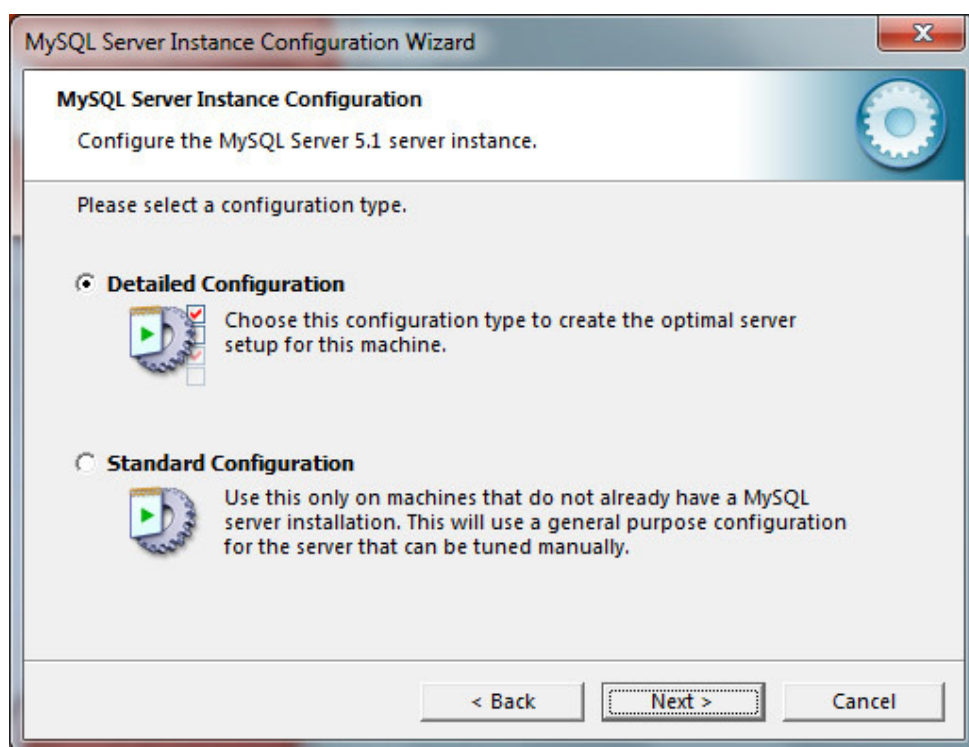 MySQL Server Instance Configuration Wizard
MySQL Server Instance Configuration
Configure the MySQL Server 5.1 server instance.
Please select a configuration type.
Detailed Configuration
Choose this configuration type to create the optimal server
setup for this machine.
Standard Configuration
Use this only on machines that do not already have a MySQL
server installation. This will use a general purpose configuration
for the server that can be tuned manually.
< Back
Next >
Cancel